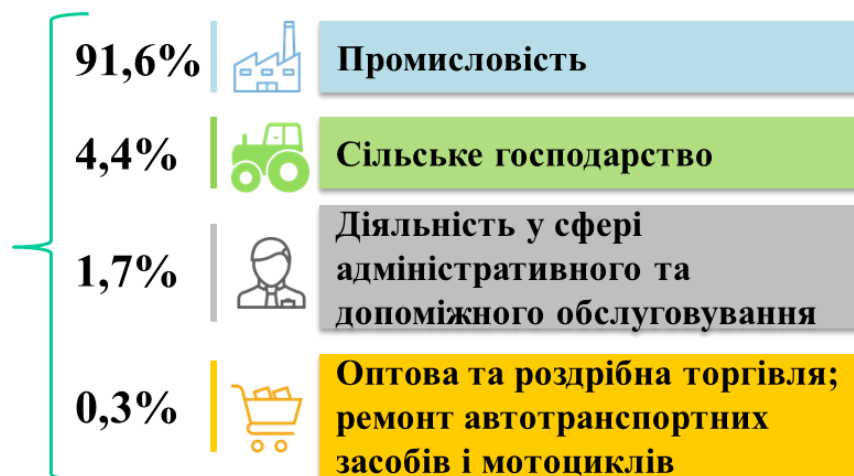 91,6%
Промисловість
4,4%
Сільське господарство
1,7%
Діяльність у сфері
адміністративного та
допоміжного обслуговування
0,3%
Оптова та роздрібна торгівля;
ремонт автотранспортних
засобів і мотоциклів